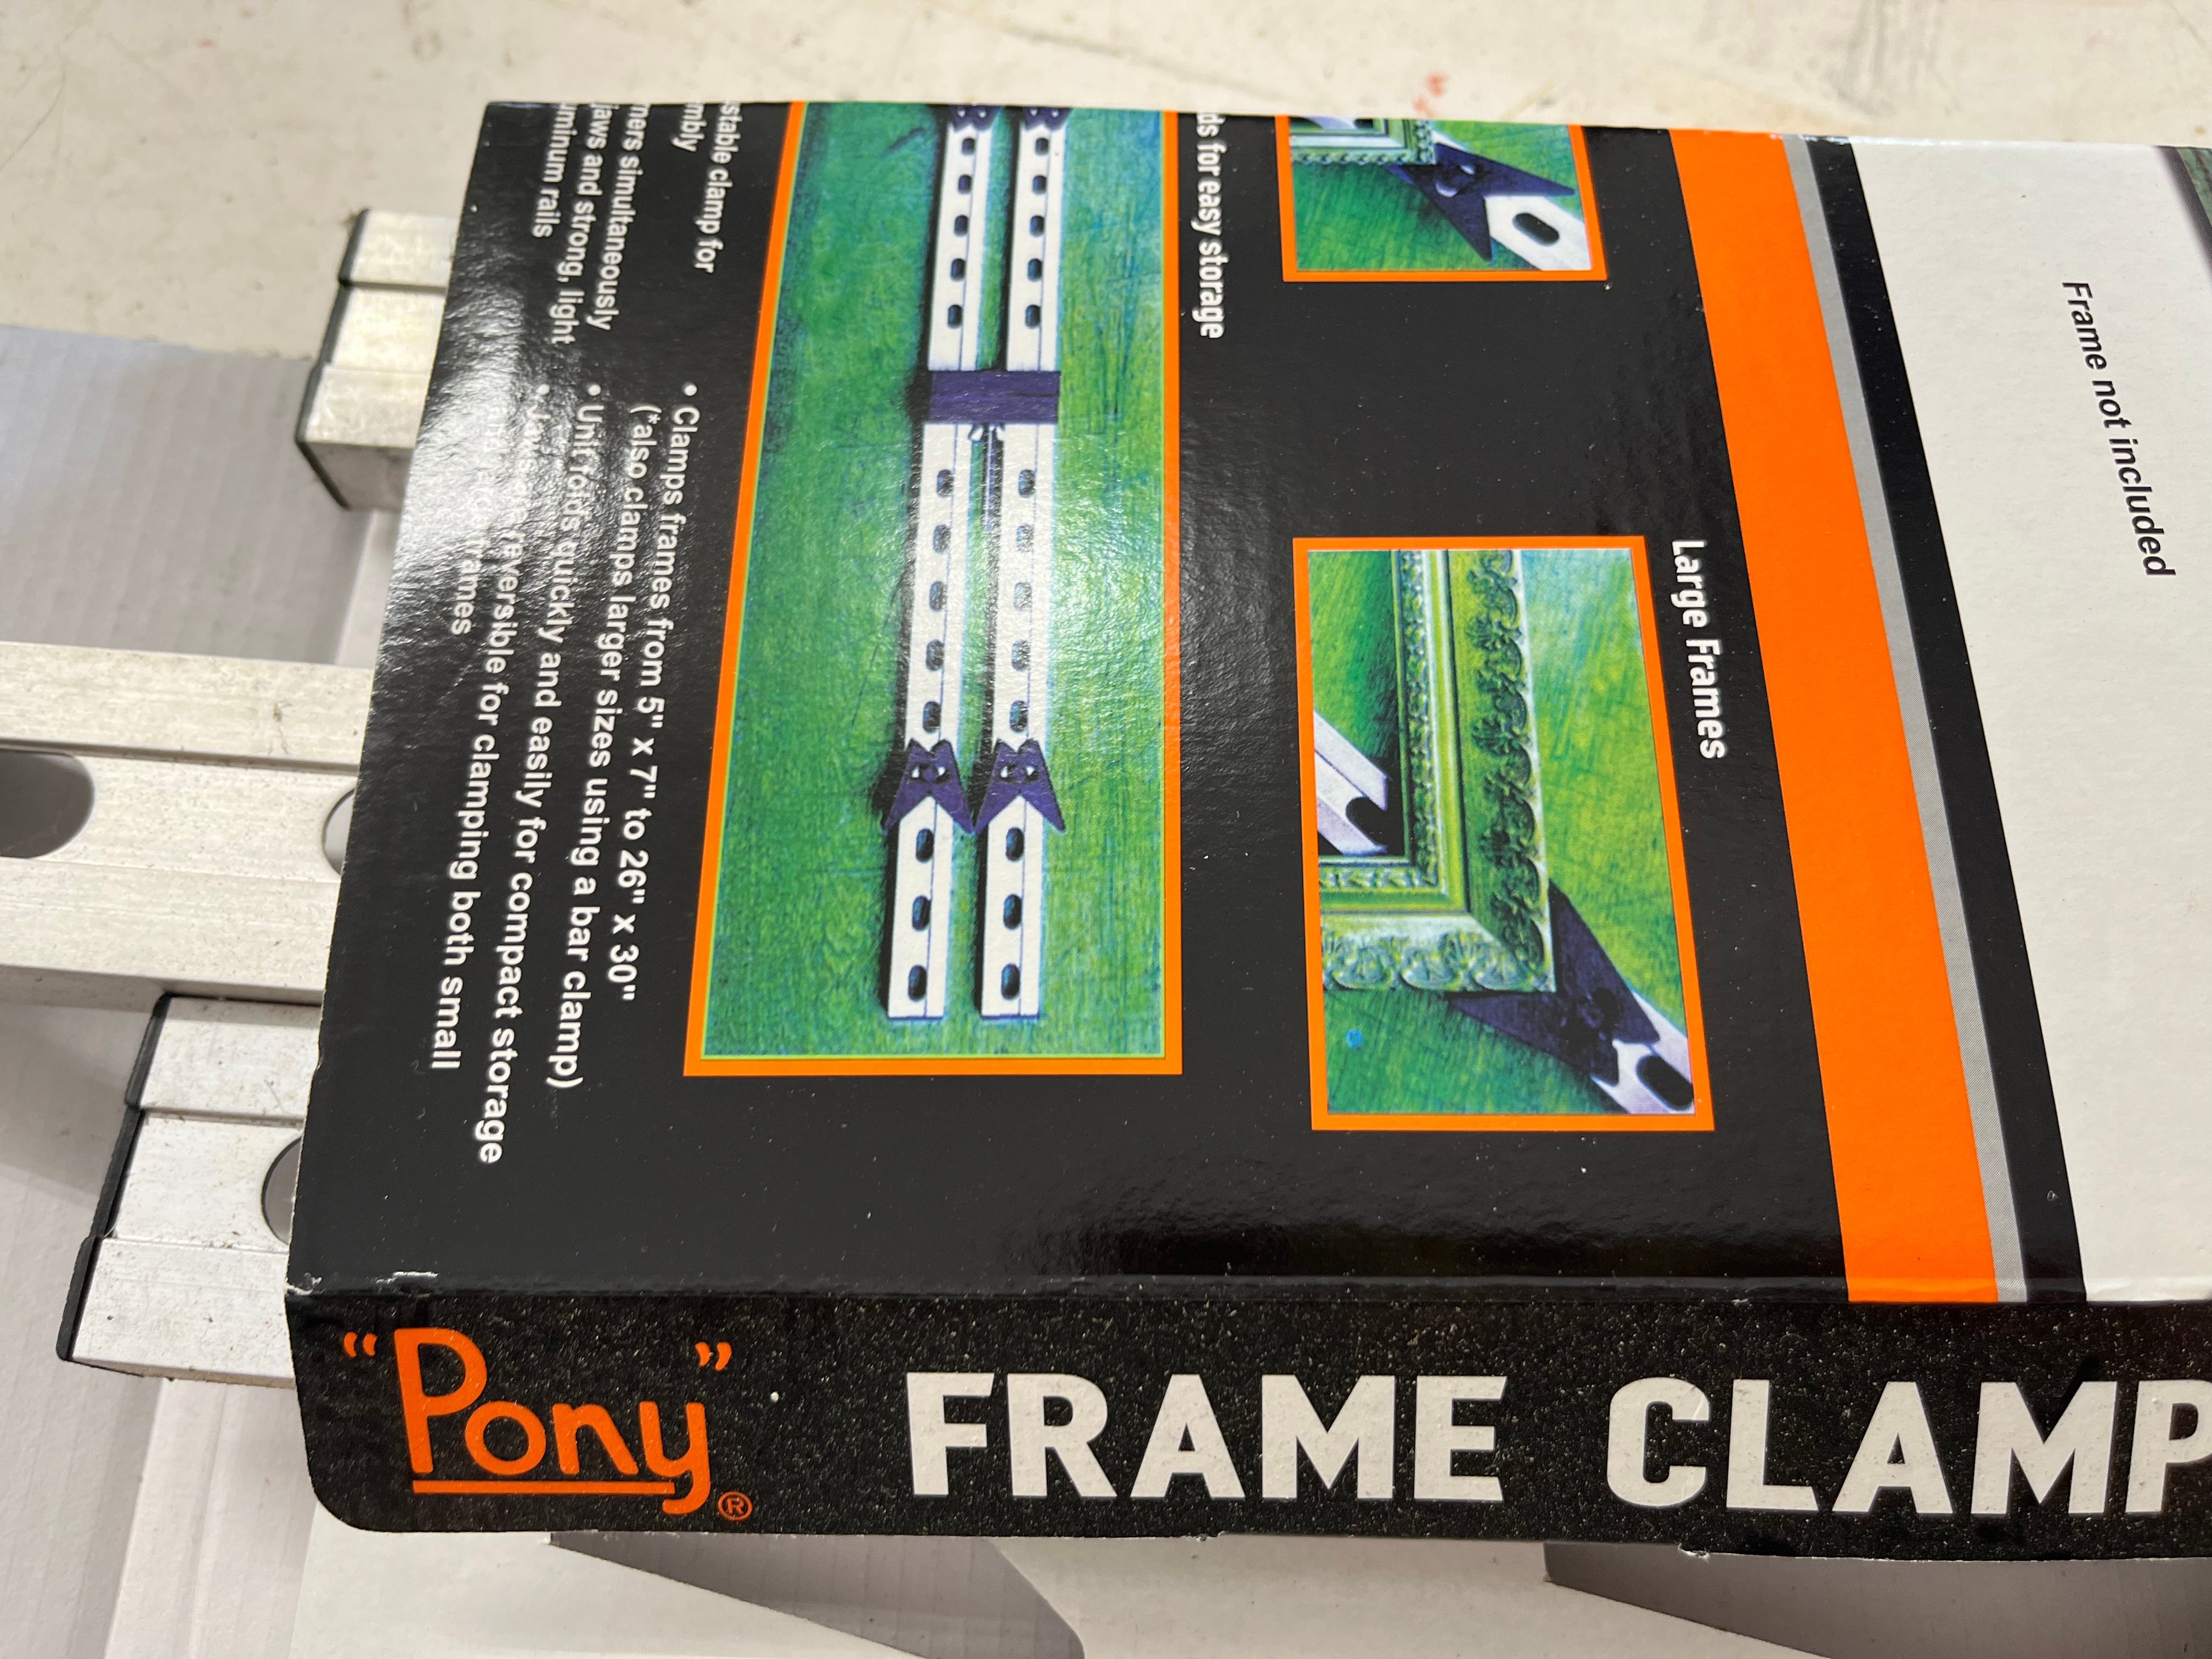 Frame not included
Large Frames
ds for easy storage
stable clamp for
mbly
ners simultaneously
jaws and strong, light
uminum rails
• Clamps frames from 5" x 7" to 26" x 30"
(*also clamps larger sizes using a bar clamp)
• Unit folds quickly and easily for compact storage
• reversible for clamping both small
frames
"Pony"® FRAME CLAMP